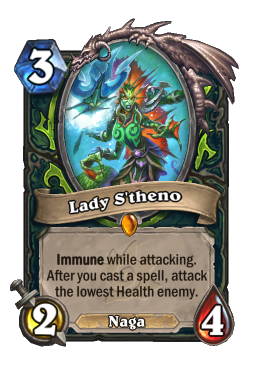 3
Lady S'theno
Immune while attacking.
After you cast a spell, attack
the lowest Health enemy.
2
Naga
4